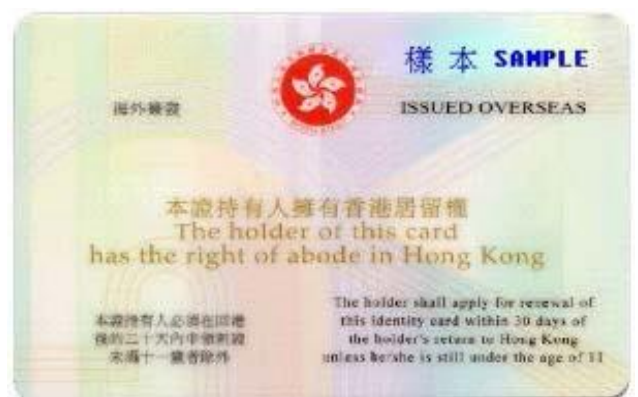 樣本 SAMPLE
海外簽發
ISSUED OVERSEAS
本證持有人擁有香港居留權
The holder of this card
has the right of abode in Hong Kong
本證持有人必須在回港
後的三十天內申領新證
未滿十一歲者除外
The holder shall apply for renewal of
this identity card within 30 days of
the holder's return to Hong Kong
unless he/she is still under the age of 11